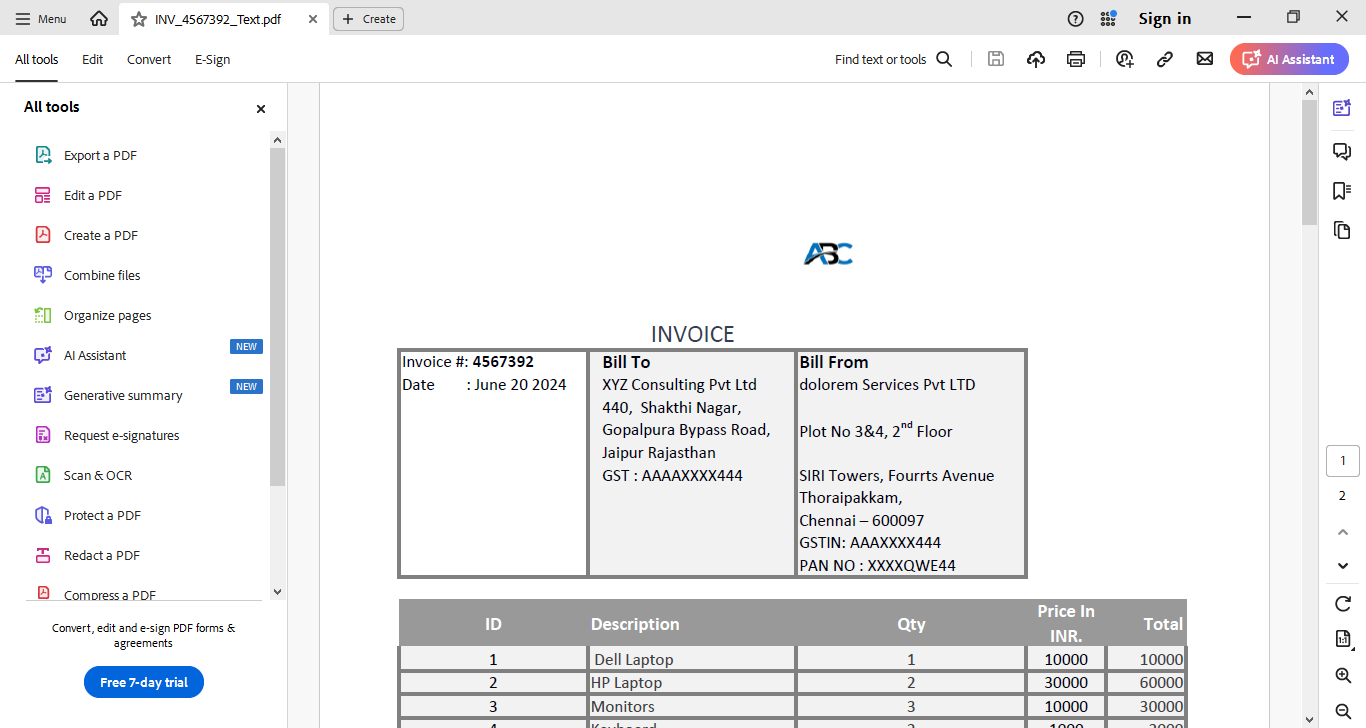 Menu
INV_4567392_Text.pdf
Create
Sign in
All tools
Edit
Convert
E-Sign
Find text or tools
AI Assistant
All tools
Export a PDF
Edit a PDF
Create a PDF
Combine files
Organize pages
AI Assistant NEW
Generative summary NEW
Request e-signatures
Scan & OCR
Protect a PDF
Redact a PDF
Compress a PDF
Convert, edit and e-sign PDF forms &
agreements
Free 7-day trial
ABC
INVOICE
Invoice #: 4567392
Date : June 20 2024
Bill To
XYZ Consulting Pvt Ltd
440, Shakthi Nagar,
Gopalpura Bypass Road,
Jaipur Rajasthan
GST : AAAAXXXX444
Bill From
dolorem Services Pvt LTD
Plot No 3&4, 2nd Floor
SIRI Towers, Fourrts Avenue
Thoraipakkam,
Chennai – 600097
GSTIN: AAAXXXX444
PAN NO : XXXXQWE44
ID Description Qty Price In INR. Total
1 Dell Laptop 1 10000 10000
2 HP Laptop 2 30000 60000
3 Monitors 3 10000 30000
4 Keyboard 2 1000 2000
1
2
1:1